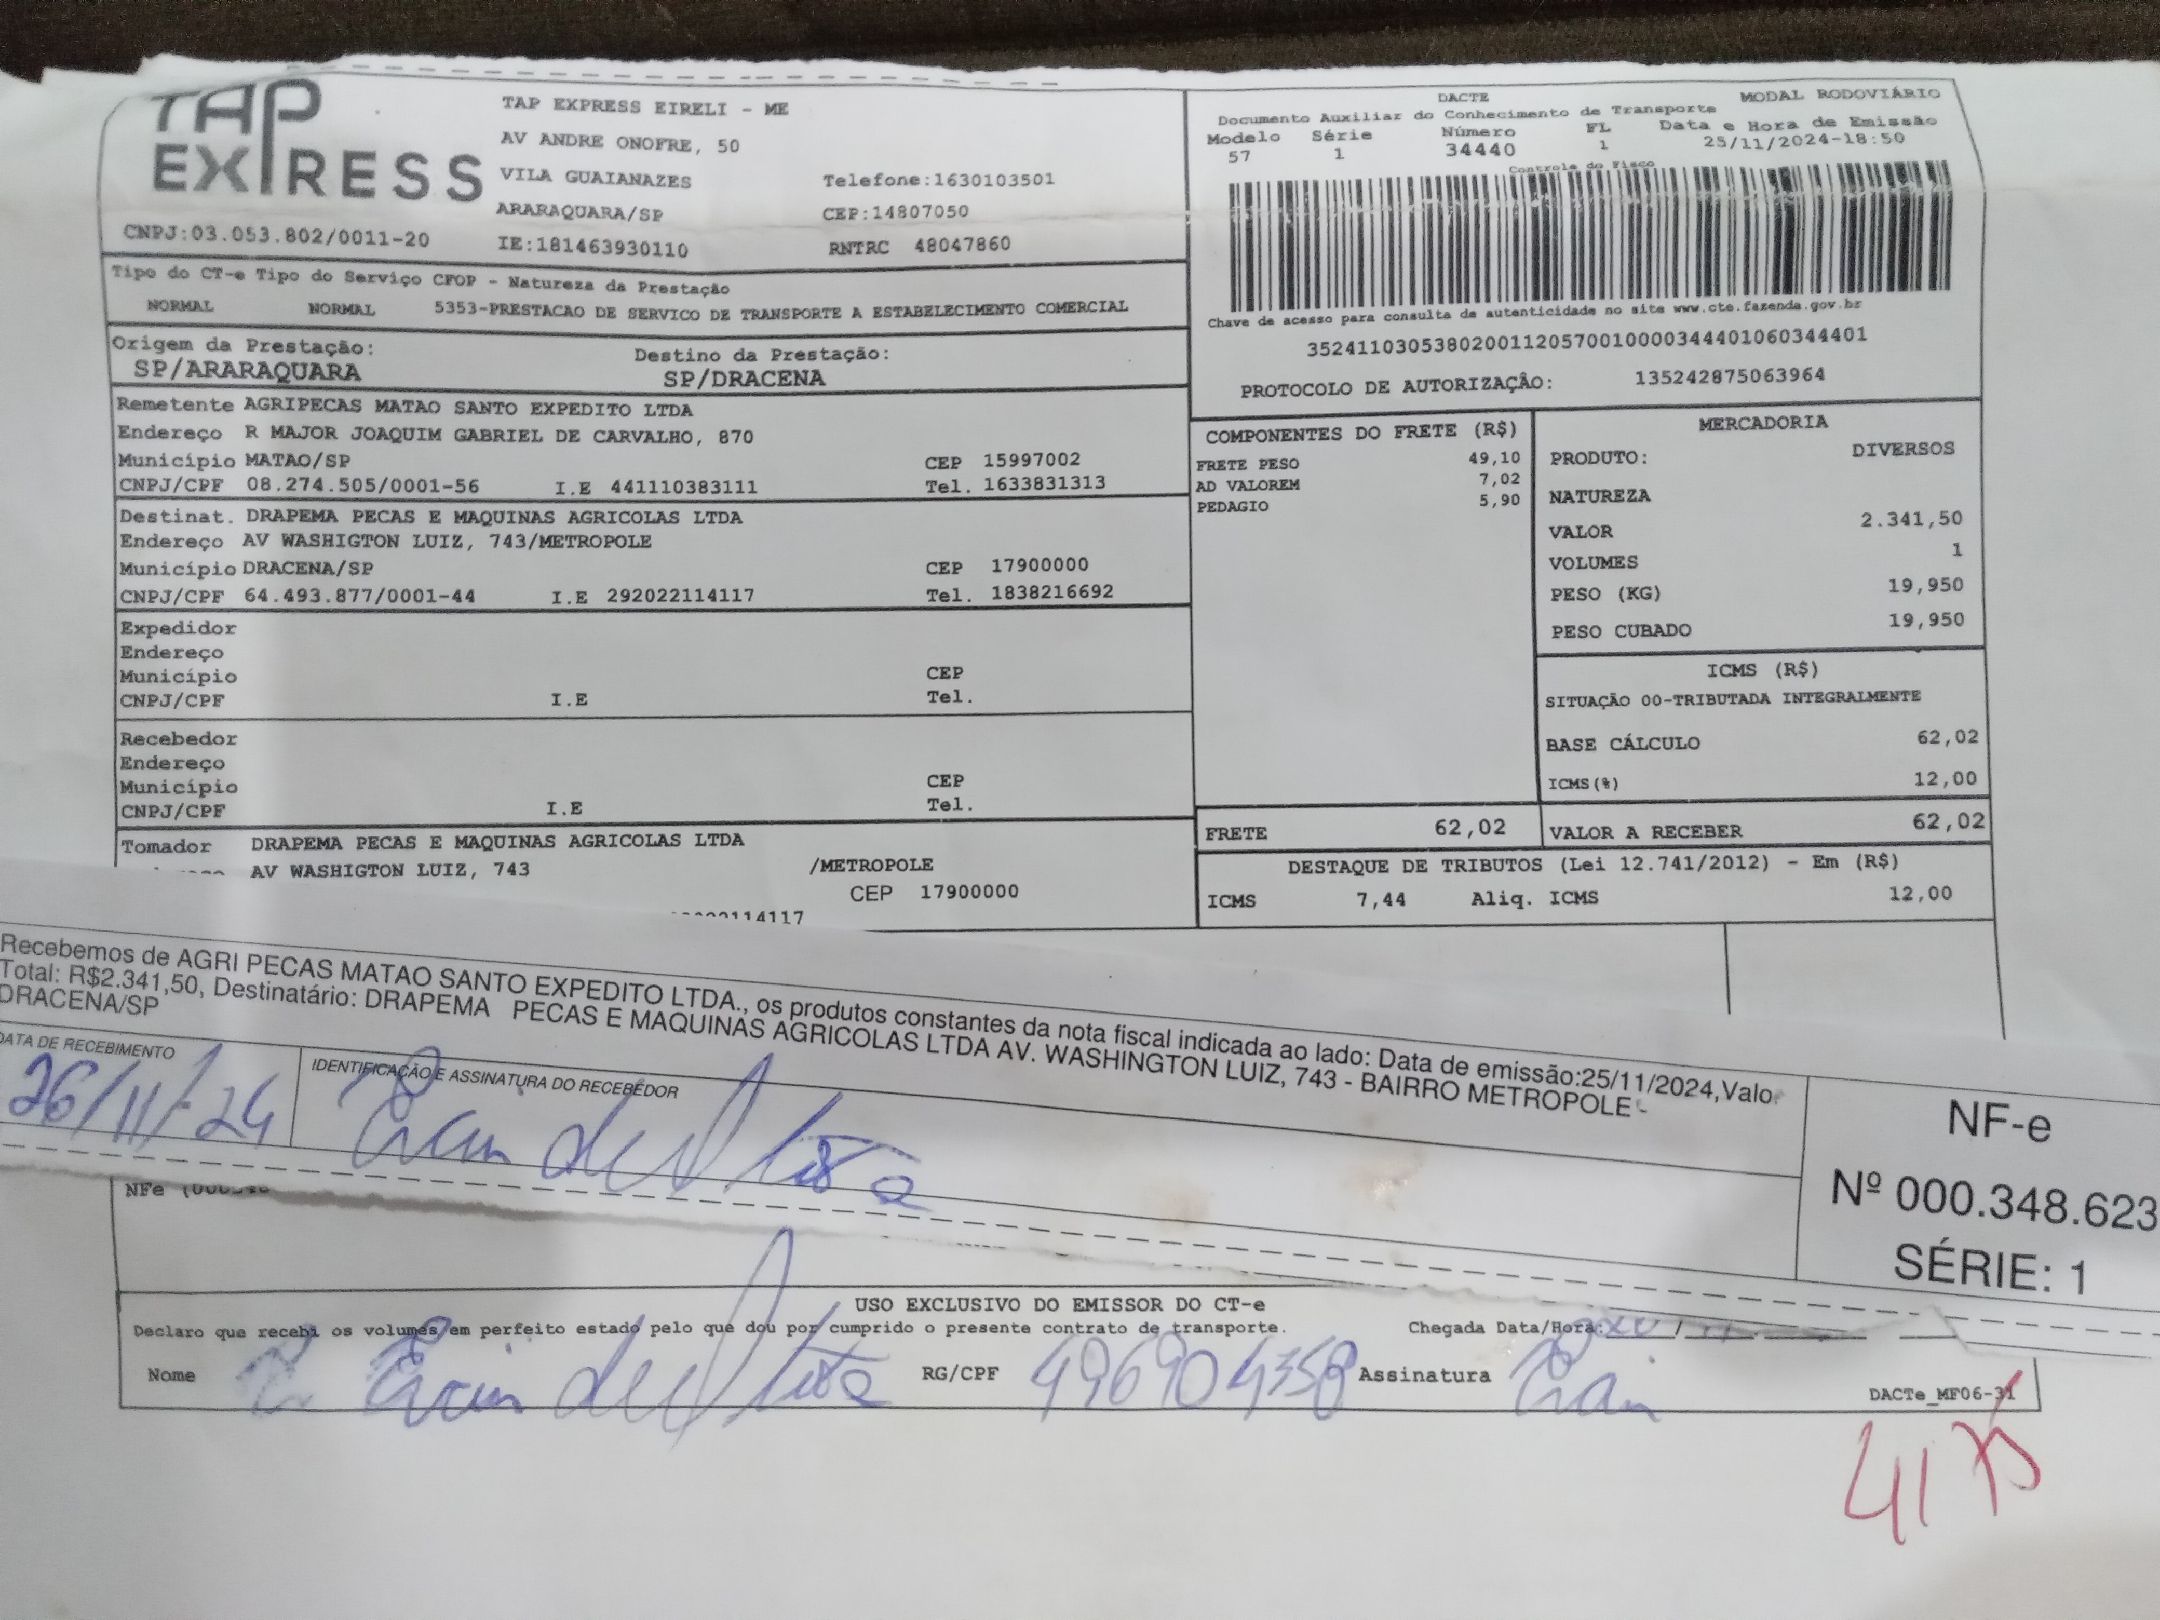 TAP
EXPRESS
TAP EXPRESS EIRELI - ME
AV ANDRE ONOFRE, 50
VILA GUAIANAZES Telefone:1630103501
ARARAQUARA/SP CEP:14807050
CNPJ:03.053.802/0011-20 IE:181463930110 RNTRC 48047860
DACTE MODAL RODOVIÁRIO
Documento Auxiliar do Conhecimento de Transporte
Modelo Série Número FL Data e Hora de Emissão
57 1 34440 1 25/11/2024-18:50
Controle do Fisco
Chave de acesso para consulta de autenticidade no site www.cte.fazenda.gov.br
35241103053802001120570010000344401060344401
PROTOCOLO DE AUTORIZAÇÃO: 135242875063964
Tipo do CT-e Tipo do Serviço CFOP - Natureza da Prestação
NORMAL NORMAL 5353-PRESTACAO DE SERVICO DE TRANSPORTE A ESTABELECIMENTO COMERCIAL
Origem da Prestação: Destino da Prestação:
SP/ARARAQUARA SP/DRACENA
Remetente AGRIPECAS MATAO SANTO EXPEDITO LTDA
Endereço R MAJOR JOAQUIM GABRIEL DE CARVALHO, 870
Município MATAO/SP CEP 15997002
CNPJ/CPF 08.274.505/0001-56 I.E 441110383111 Tel. 1633831313
Destinat. DRAPEMA PECAS E MAQUINAS AGRICOLAS LTDA
Endereço AV WASHIGTON LUIZ, 743/METROPOLE
Município DRACENA/SP CEP 17900000
CNPJ/CPF 64.493.877/0001-44 I.E 292022114117 Tel. 1838216692
Expedidor
Endereço
Município CEP
CNPJ/CPF I.E Tel.
Recebedor
Endereço
Município CEP
CNPJ/CPF I.E Tel.
Tomador DRAPEMA PECAS E MAQUINAS AGRICOLAS LTDA
AV WASHIGTON LUIZ, 743 /METROPOLE
CEP 17900000
114117
COMPONENTES DO FRETE (R$)
FRETE PESO 49,10
AD VALOREM 7,02
PEDAGIO 5,90
FRETE 62,02
MERCADORIA
PRODUTO: DIVERSOS
NATUREZA
VALOR 2.341,50
VOLUMES 1
PESO (KG) 19,950
PESO CUBADO 19,950
ICMS (R$)
SITUAÇÃO 00-TRIBUTADA INTEGRALMENTE
BASE CÁLCULO 62,02
ICMS(%) 12,00
VALOR A RECEBER 62,02
DESTAQUE DE TRIBUTOS (Lei 12.741/2012) - Em (R$)
ICMS 7,44 Aliq. ICMS 12,00
Recebemos de AGRI PECAS MATAO SANTO EXPEDITO LTDA., os produtos constantes da nota fiscal indicada ao lado: Data de emissão:25/11/2024,Valo
Total: R$2.341,50, Destinatário: DRAPEMA PECAS E MAQUINAS AGRICOLAS LTDA AV. WASHINGTON LUIZ, 743 - BAIRRO METROPOLE -
DRACENA/SP
DATA DE RECEBIMENTO IDENTIFICAÇÃO E ASSINATURA DO RECEBEDOR
26/11/24
NF-e
Nº 000.348.623
SÉRIE: 1
NFe
USO EXCLUSIVO DO EMISSOR DO CT-e
Declaro que recebi os volumes em perfeito estado pelo que dou por cumprido o presente contrato de transporte. Chegada Data/Hora:
Nome RG/CPF 496904358 Assinatura
DACTe_MF06-31